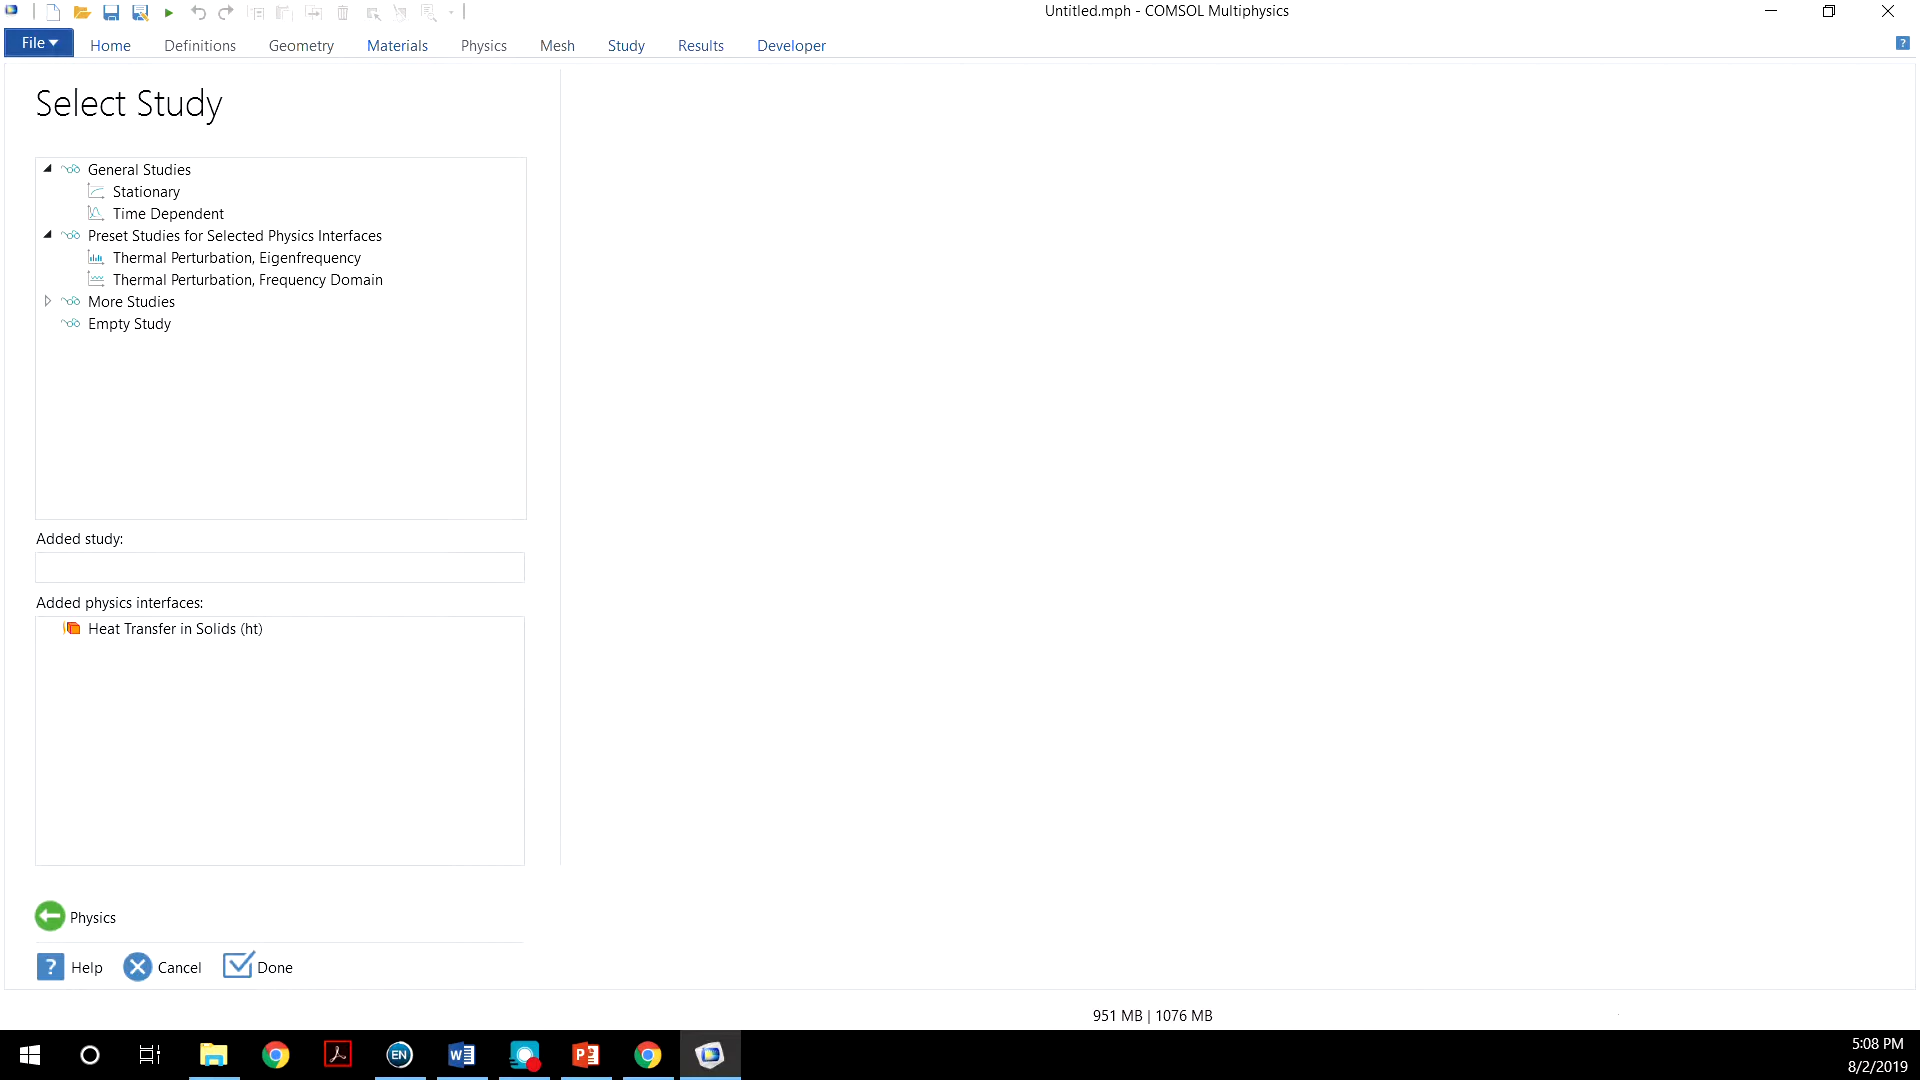 Untitled.mph - COMSOL Multiphysics
File Home Definitions Geometry Materials Physics Mesh Study Results Developer ?
Select Study
General Studies
Stationary
Time Dependent
Preset Studies for Selected Physics Interfaces
Thermal Perturbation, Eigenfrequency
Thermal Perturbation, Frequency Domain
More Studies
Empty Study
Added study:
Added physics interfaces:
Heat Transfer in Solids (ht)
Physics
? Help Cancel Done
951 MB | 1076 MB
EN W P
5:08 PM
8/2/2019